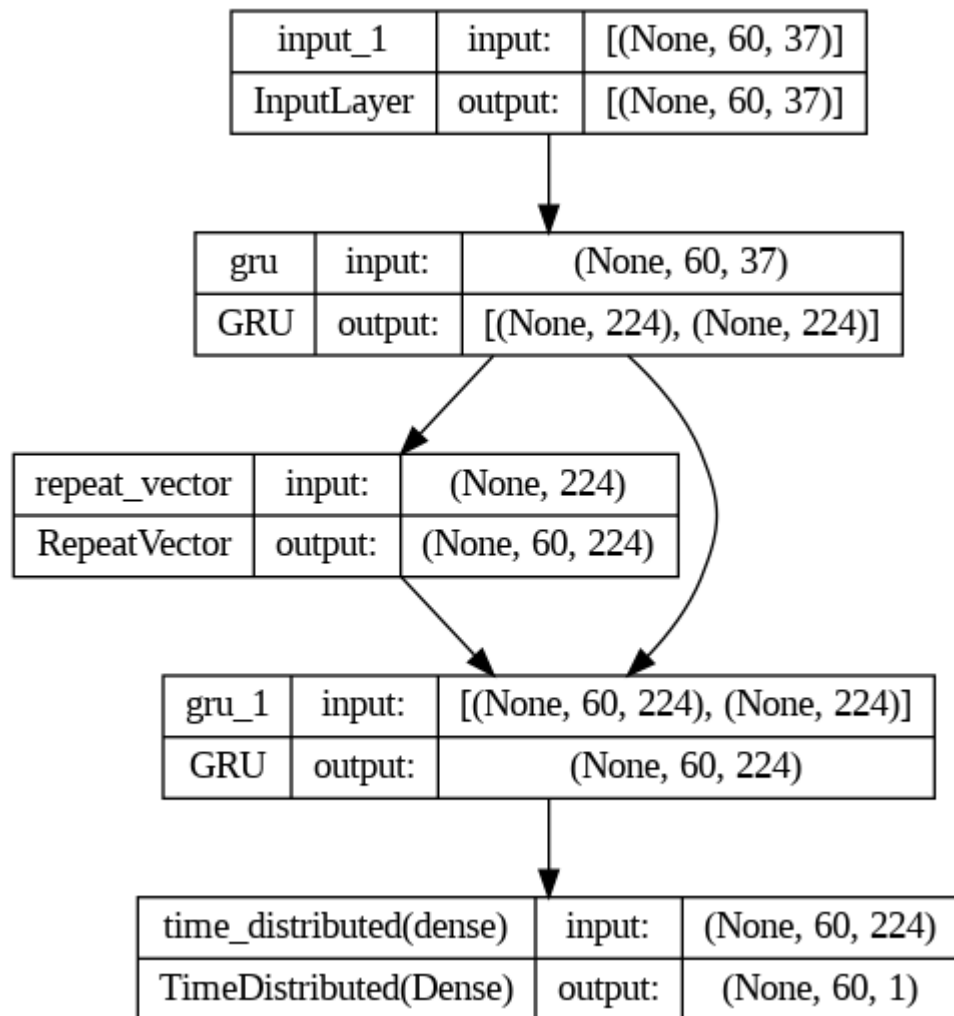 input_1 input: [(None, 60, 37)]
InputLayer output: [(None, 60, 37)]
gru input: (None, 60, 37)
GRU output: [(None, 224), (None, 224)]
repeat_vector input: (None, 224)
RepeatVector output: (None, 60, 224)
gru_1 input: [(None, 60, 224), (None, 224)]
GRU output: (None, 60, 224)
time_distributed(dense) input: (None, 60, 224)
TimeDistributed(Dense) output: (None, 60, 1)